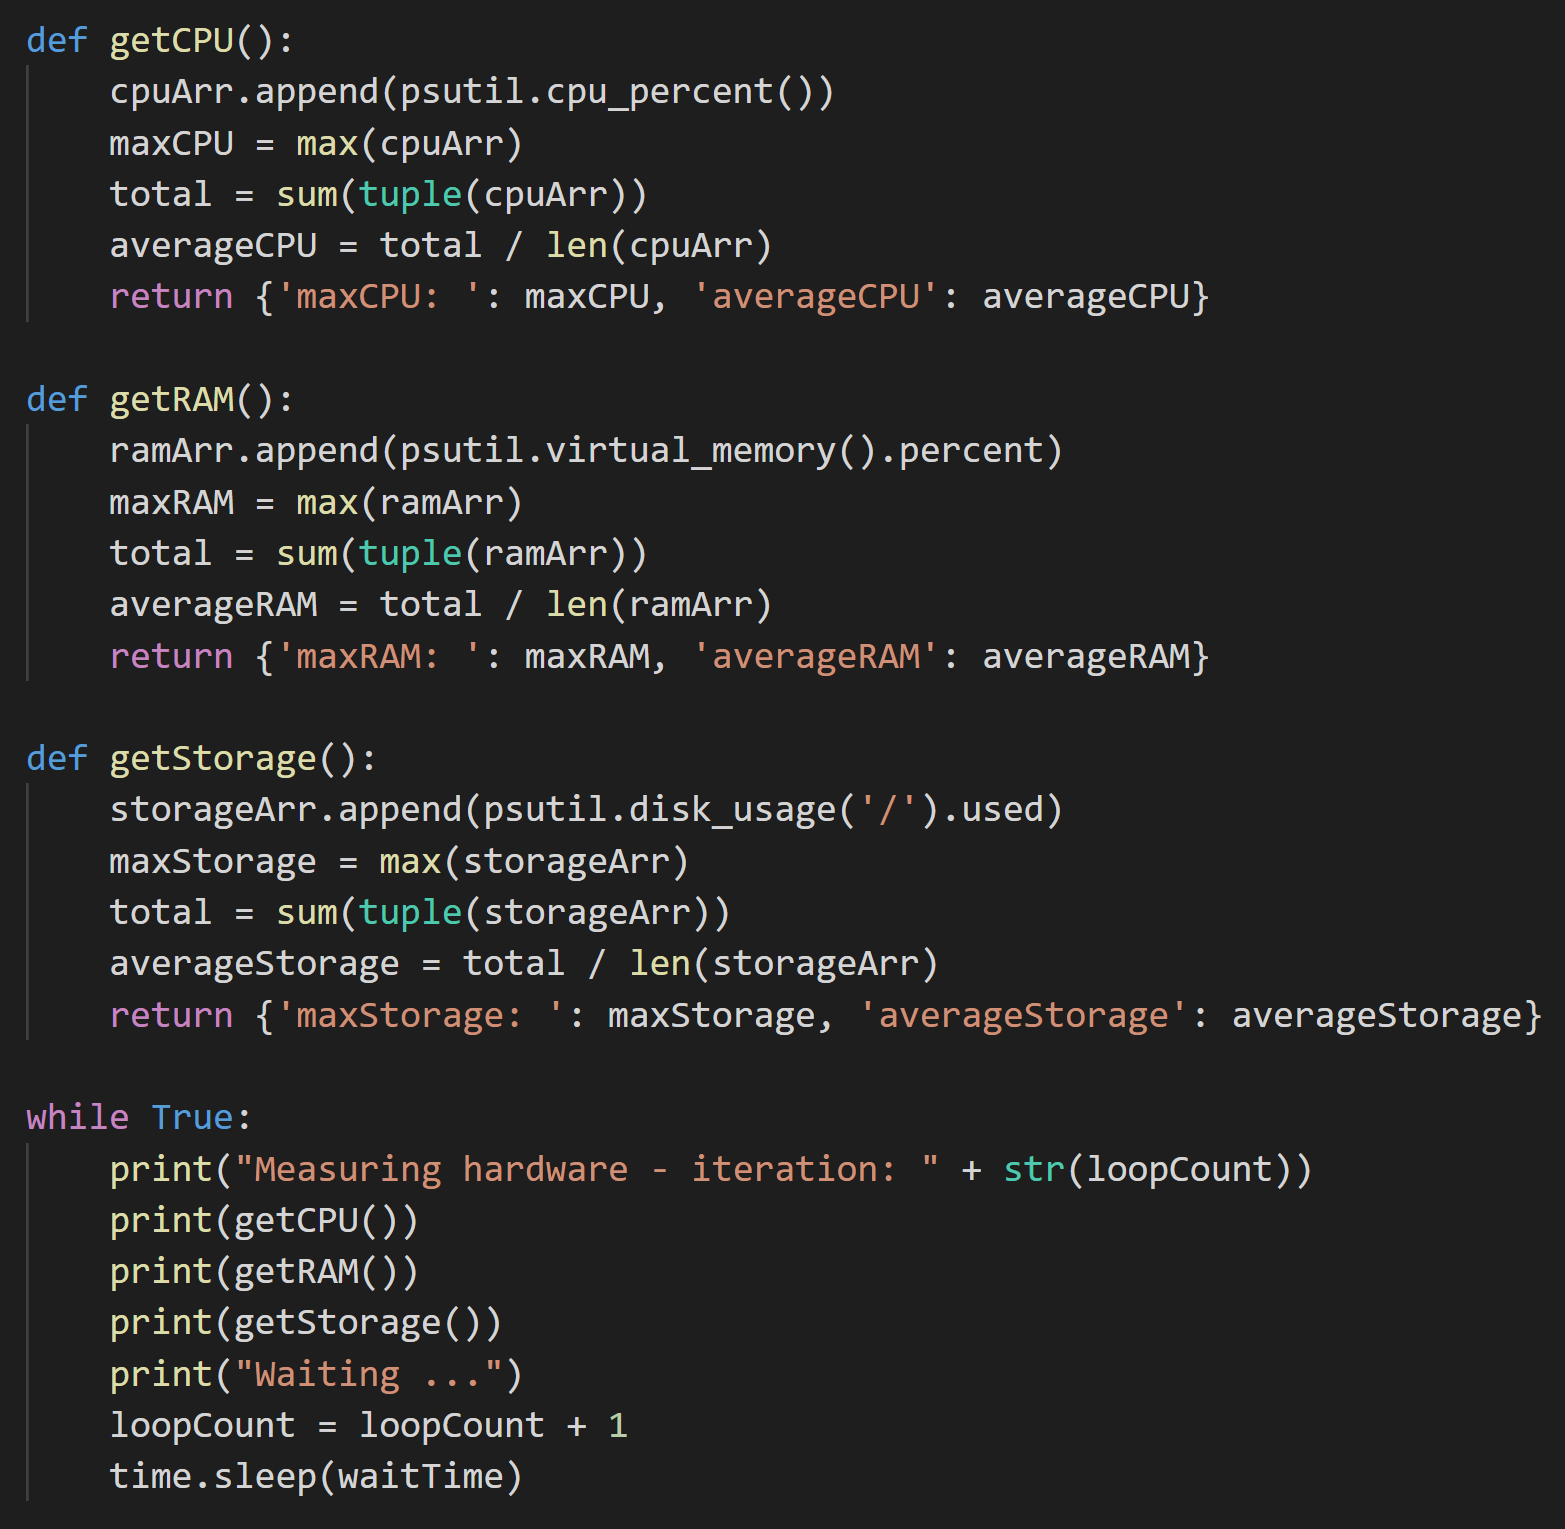 def getCPU():
    cpuArr.append(psutil.cpu_percent())
    maxCPU = max(cpuArr)
    total = sum(tuple(cpuArr))
    averageCPU = total / len(cpuArr)
    return {'maxCPU: ': maxCPU, 'averageCPU': averageCPU}

def getRAM():
    ramArr.append(psutil.virtual_memory().percent)
    maxRAM = max(ramArr)
    total = sum(tuple(ramArr))
    averageRAM = total / len(ramArr)
    return {'maxRAM: ': maxRAM, 'averageRAM': averageRAM}

def getStorage():
    storageArr.append(psutil.disk_usage('/').used)
    maxStorage = max(storageArr)
    total = sum(tuple(storageArr))
    averageStorage = total / len(storageArr)
    return {'maxStorage: ': maxStorage, 'averageStorage': averageStorage}

while True:
    print("Measuring hardware - iteration: " + str(loopCount))
    print(getCPU())
    print(getRAM())
    print(getStorage())
    print("Waiting ...")
    loopCount = loopCount + 1
    time.sleep(waitTime)